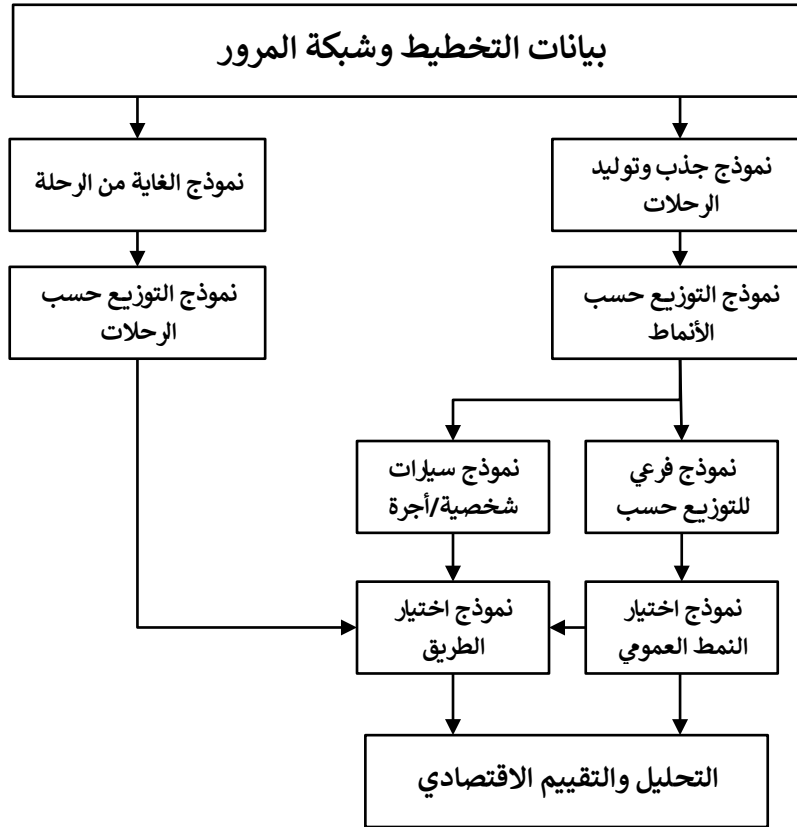 بيانات التخطيط وشبكة المرور
نموذج جذب وتوليد
الرحلات
نموذج الغاية من الرحلة
نموذج التوزيع حسب
الأنماط
نموذج التوزيع حسب
الرحلات
نموذج فرعي
للتوزيع حسب
نموذج سيارات
شخصية/أجرة
نموذج اختيار
النمط العمومي
نموذج اختيار
الطريق
التحليل والتقييم الاقتصادي